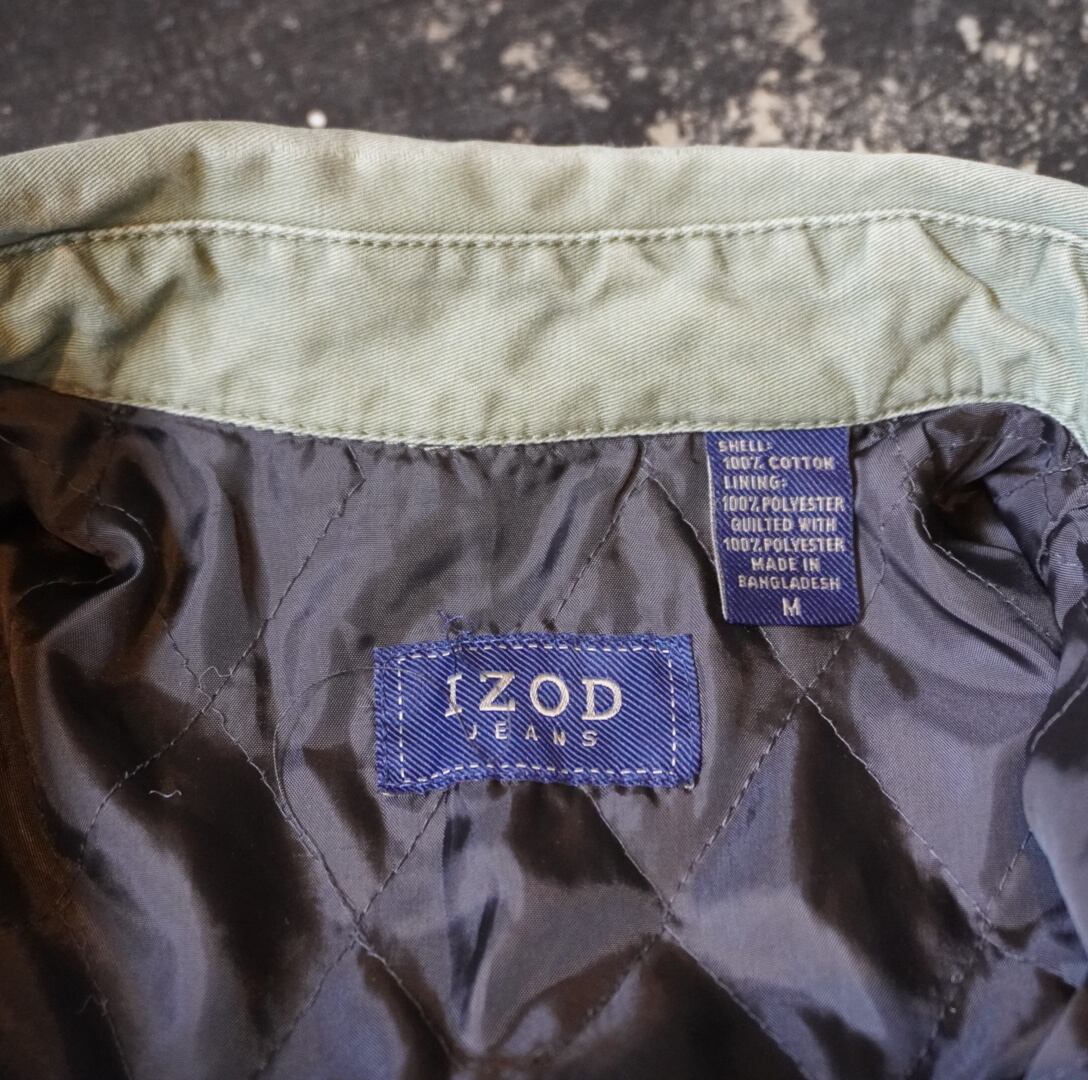 SHELL:
100% COTTON
LINING:
100% POLYESTER
QUILTED WITH
100% POLYESTER
MADE IN
BANGLADESH
M
IZOD
JEANS